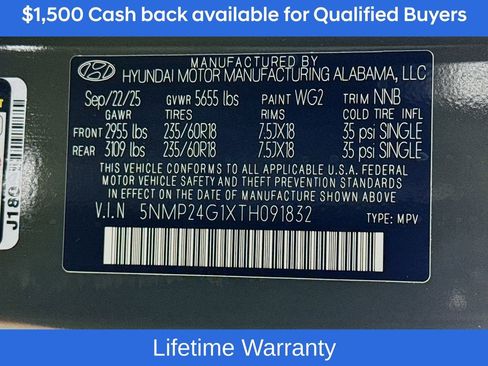 $1,500 Cash back available for Qualified Buyers
MANUFACTURED BY
HYUNDAI MOTOR MANUFACTURING ALABAMA, LLC
Sep/22/25 GVWR 5655 lbs PAINT WG2 TRIM NNB
GAWR TIRES RIMS COLD TIRE INFL
FRONT 2955 lbs 235/60R18 7.5JX18 35 psi SINGLE
REAR 3109 lbs 235/60R18 7.5JX18 35 psi SINGLE
THIS VEHICLE CONFORMS TO ALL APPLICABLE U.S.A. FEDERAL
MOTOR VEHICLE SAFETY, BUMPER, AND THEFT PREVENTION STANDARDS
IN EFFECT ON THE DATE OF MANUFACTURE SHOWN ABOVE
V.I.N 5NMP24G1XTH091832 TYPE: MPV
J180
Lifetime Warranty